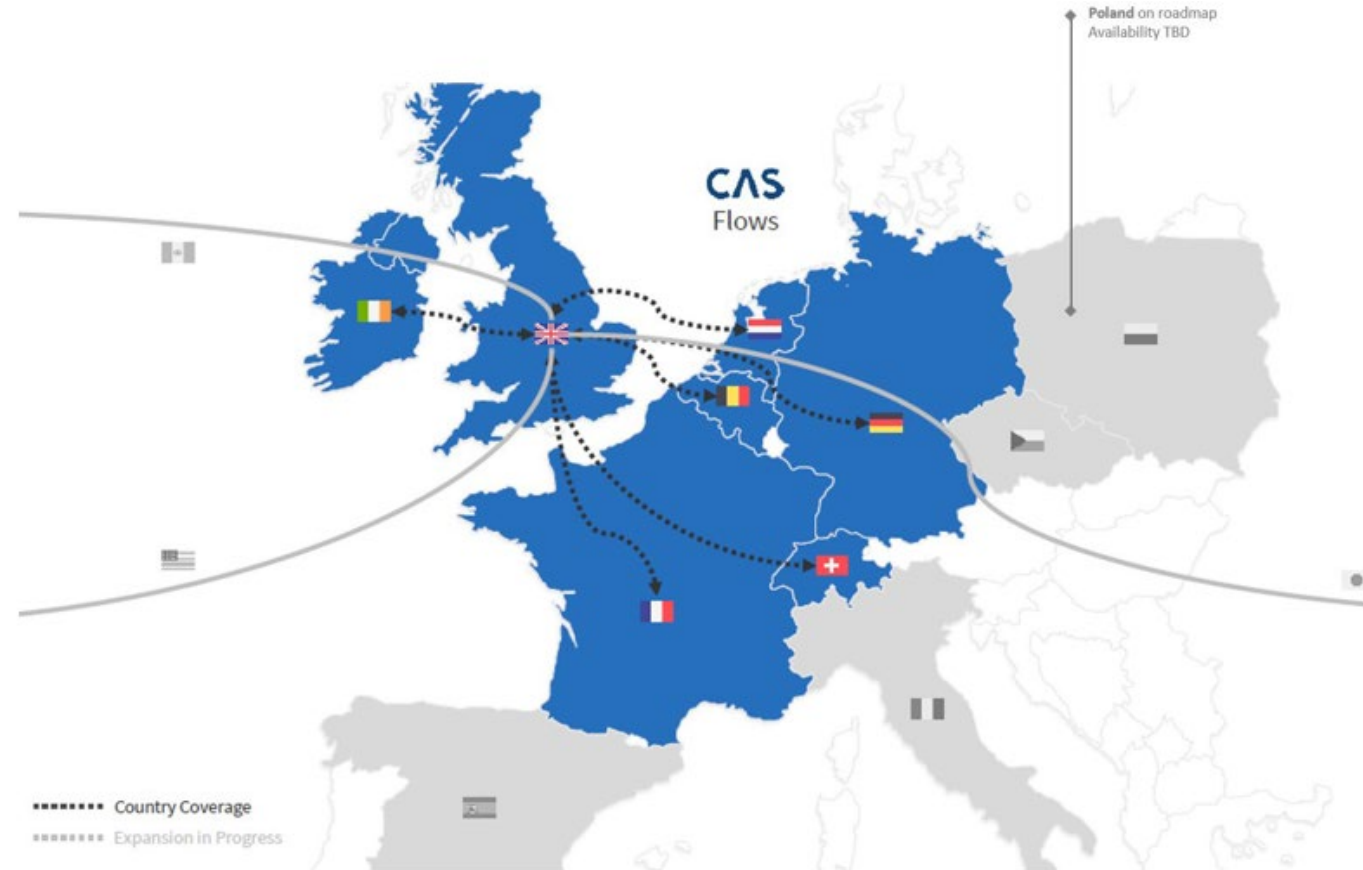 Poland on roadmap
Availability TBD
CAS
Flows
Country Coverage
Expansion in Progress